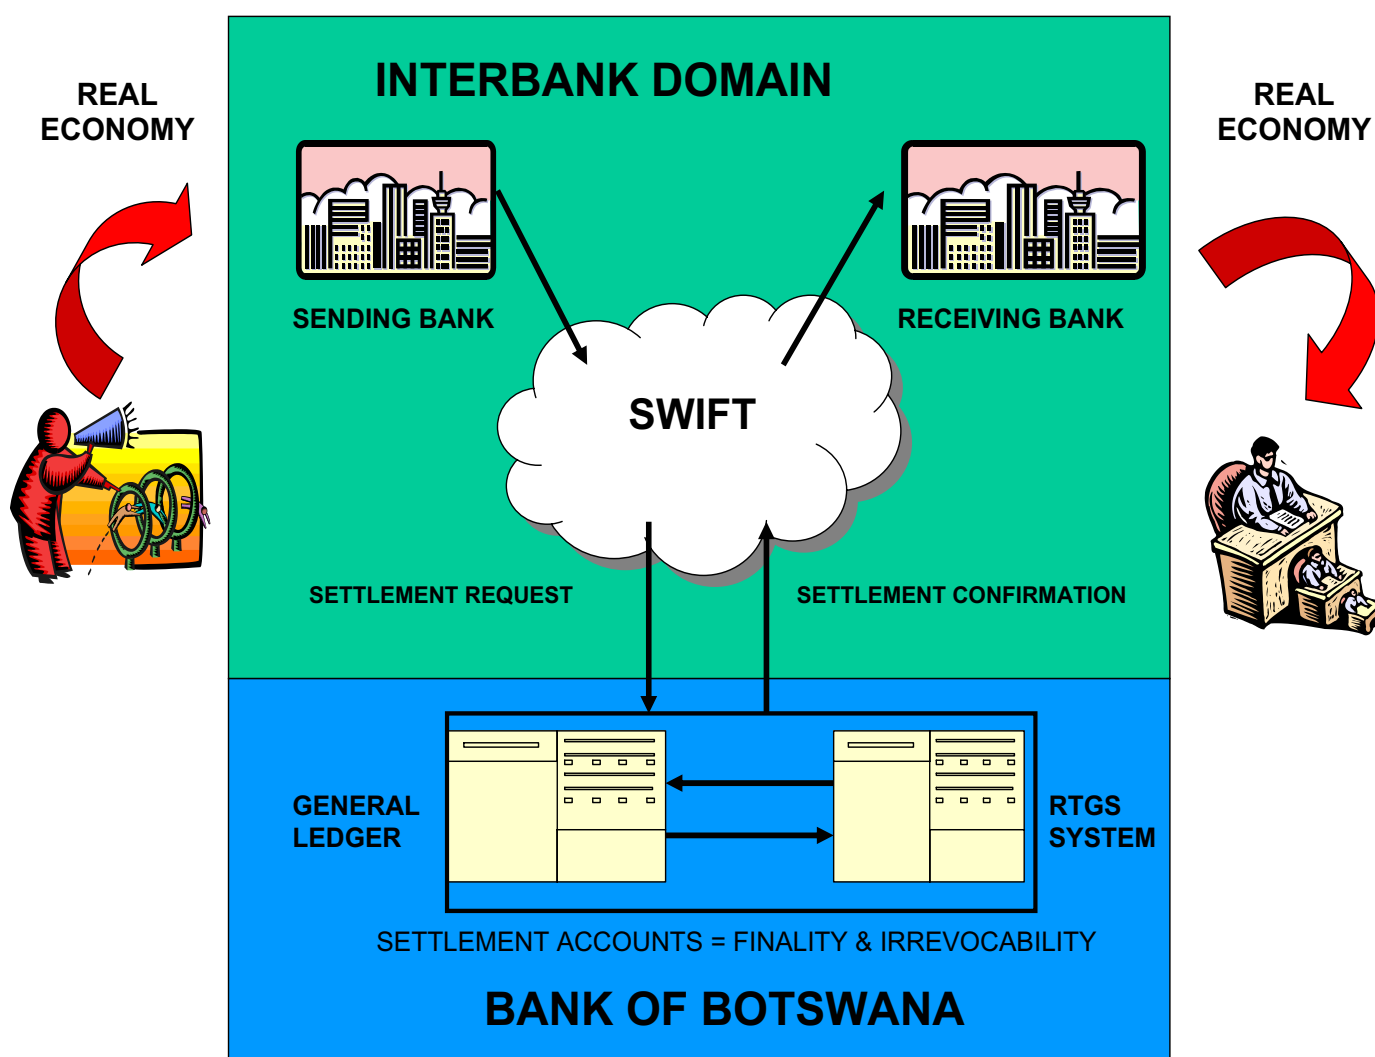 INTERBANK DOMAIN
REAL
ECONOMY
REAL
ECONOMY
SENDING BANK
RECEIVING BANK
SWIFT
SETTLEMENT REQUEST
SETTLEMENT CONFIRMATION
GENERAL
LEDGER
RTGS
SYSTEM
SETTLEMENT ACCOUNTS = FINALITY & IRREVOCABILITY
BANK OF BOTSWANA